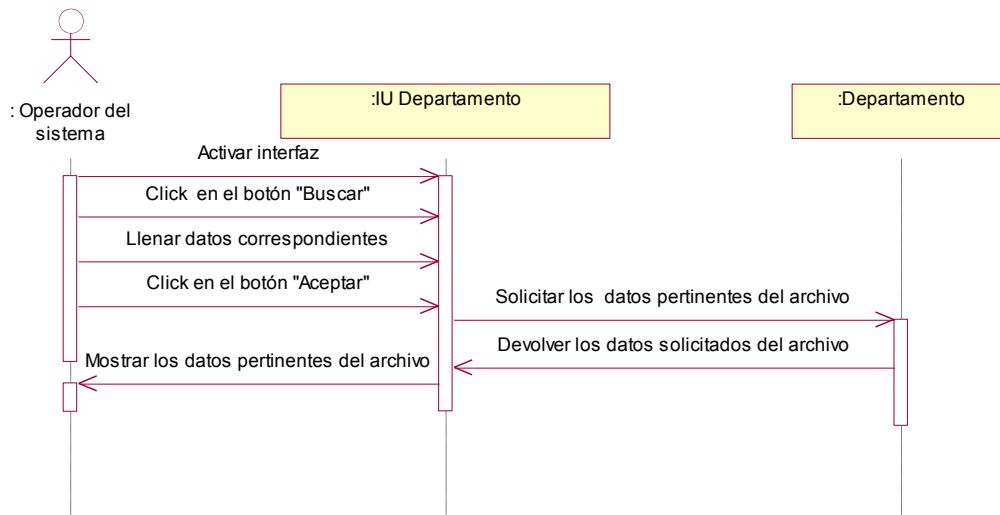 : Operador del
sistema
:IU Departamento
:Departamento
Activar interfaz
Click en el botón "Buscar"
Llenar datos correspondientes
Click en el botón "Aceptar"
Solicitar los datos pertinentes del archivo
Devolver los datos solicitados del archivo
Mostrar los datos pertinentes del archivo